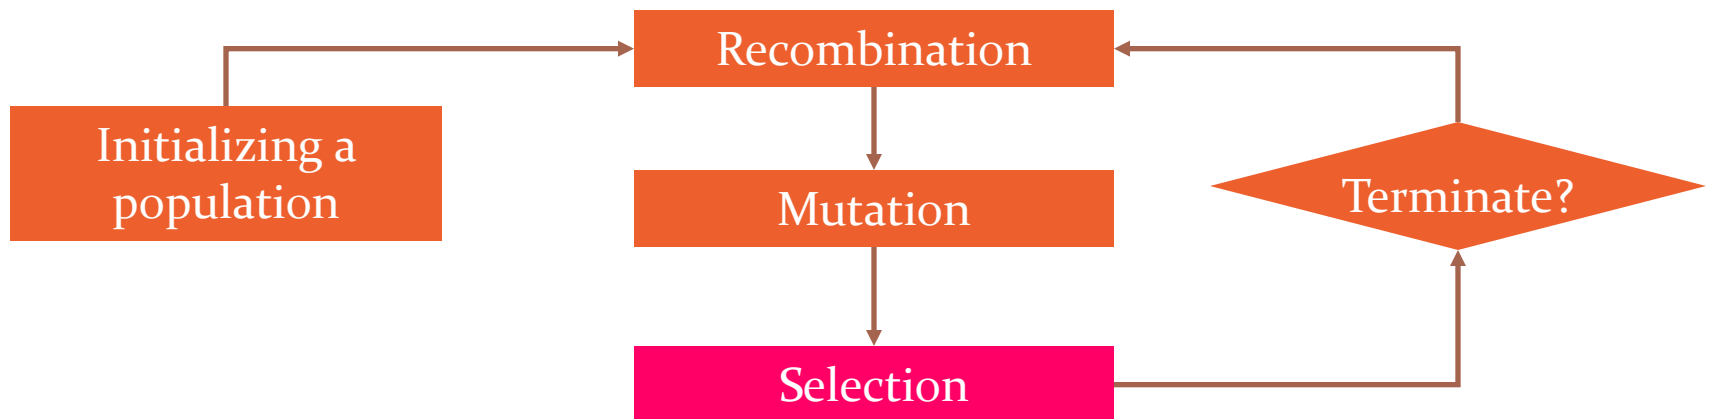 Recombination
Initializing a
population
Mutation
Terminate?
Selection